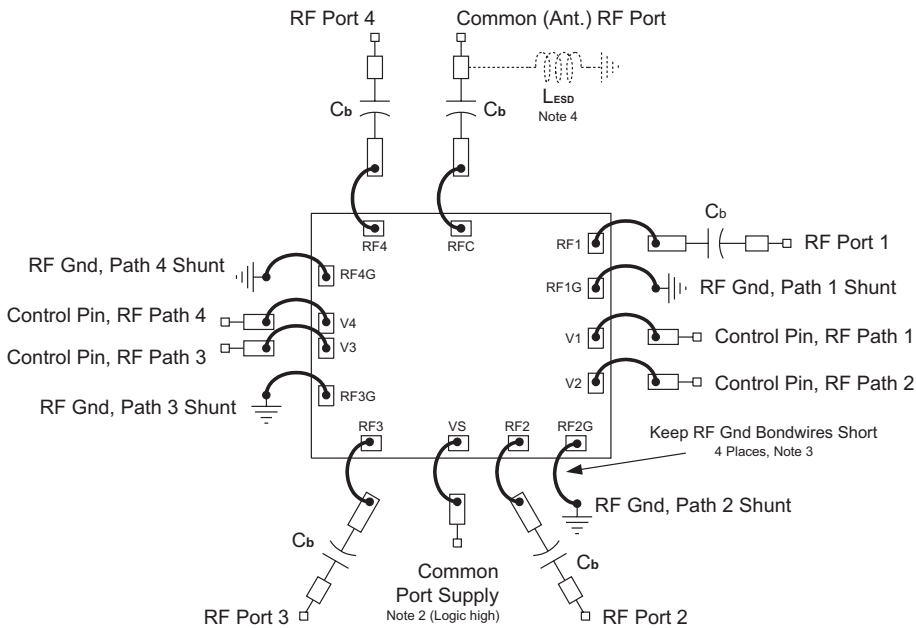 RF Port 4
Common (Ant.) RF Port
Cb
Cb
LESD
Note 4
RF4
RFC
RF1
Cb
RF Port 1
RF Gnd, Path 4 Shunt
RF4G
RF1G
RF Gnd, Path 1 Shunt
Control Pin, RF Path 4
V4
Control Pin, RF Path 3
V3
V1
Control Pin, RF Path 1
V2
Control Pin, RF Path 2
RF Gnd, Path 3 Shunt
RF3G
RF3
VS
RF2
RF2G
Keep RF Gnd Bondwires Short
4 Places, Note 3
RF Gnd, Path 2 Shunt
Cb
Cb
Common
Port Supply
Note 2 (Logic high)
RF Port 3
RF Port 2